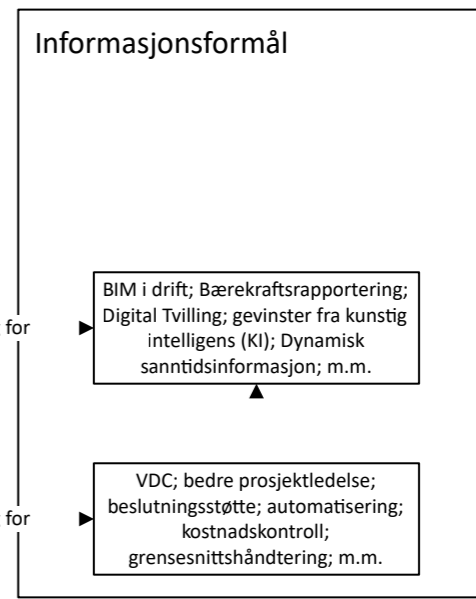 Informasjonsformål
BIM i drift; Bærekraftsrapportering;
Digital Tvilling; gevinster fra kunstig
intelligens (KI); Dynamisk
sanntidsinformasjon; m.m.
for
VDC; bedre prosjektledelse;
beslutningsstøtte; automatisering;
kostnadskontroll;
grensesnittshåndtering; m.m.
for